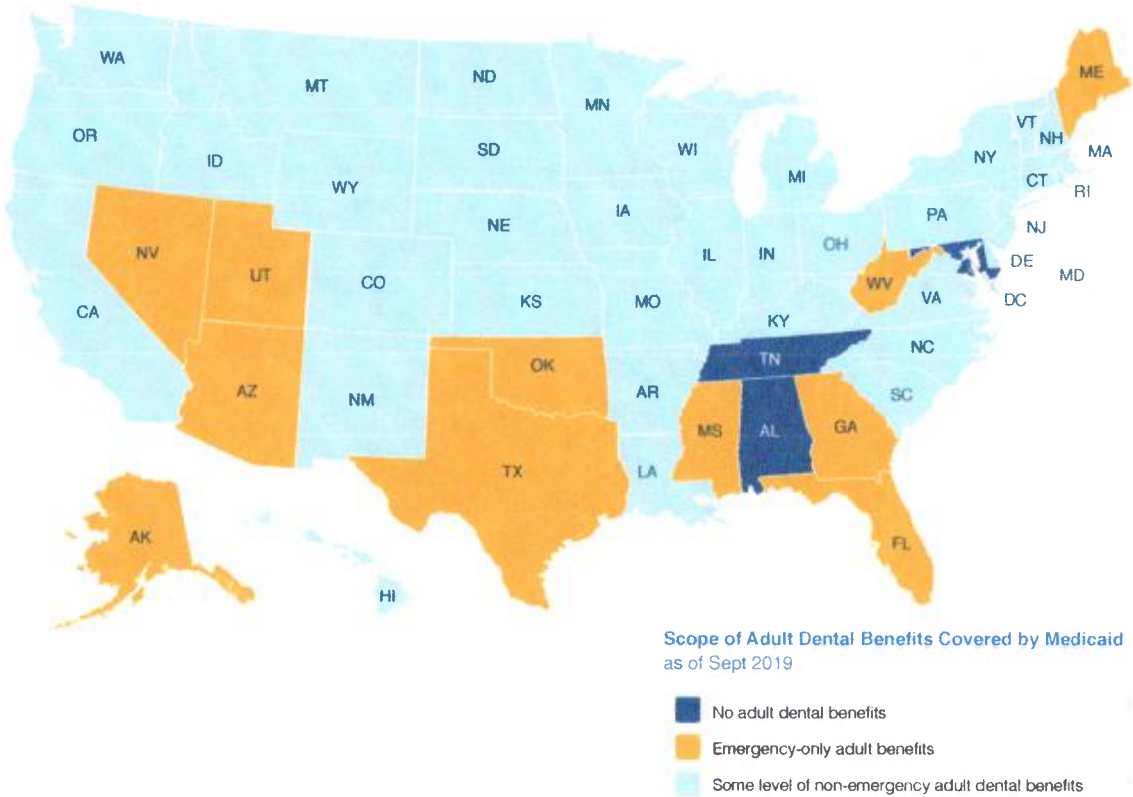 WA
MT
ND
MN
ME
OR
ID
SD
WI
MI
NY
VT
NH
MA
WY
CT
RI
NE
IA
PA
NJ
NV
UT
CO
IL
IN
OH
DE
MD
CA
KS
MO
WV
VA
DC
KY
NC
AZ
NM
OK
AR
TN
SC
MS
AL
GA
TX
LA
AK
FL
HI
Scope of Adult Dental Benefits Covered by Medicaid
as of Sept 2019
No adult dental benefits
Emergency-only adult benefits
Some level of non-emergency adult dental benefits